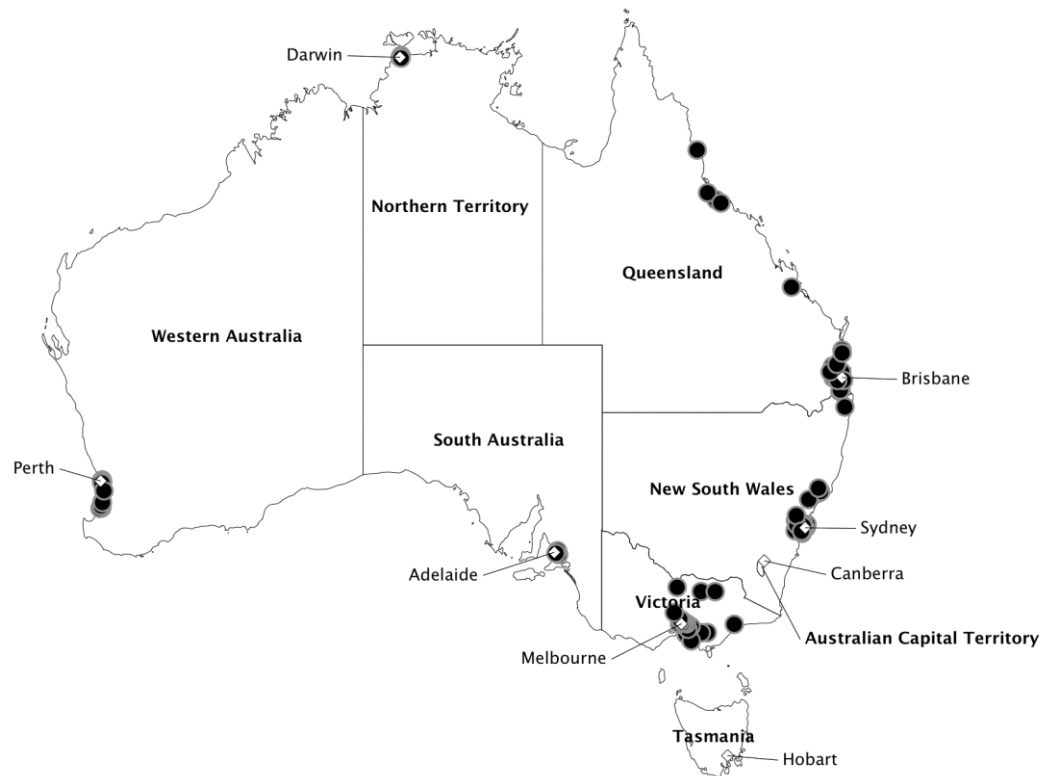 Darwin
Northern Territory
Queensland
Western Australia
Brisbane
South Australia
Perth
New South Wales
Sydney
Adelaide
Canberra
Victoria
Australian Capital Territory
Melbourne
Tasmania
Hobart